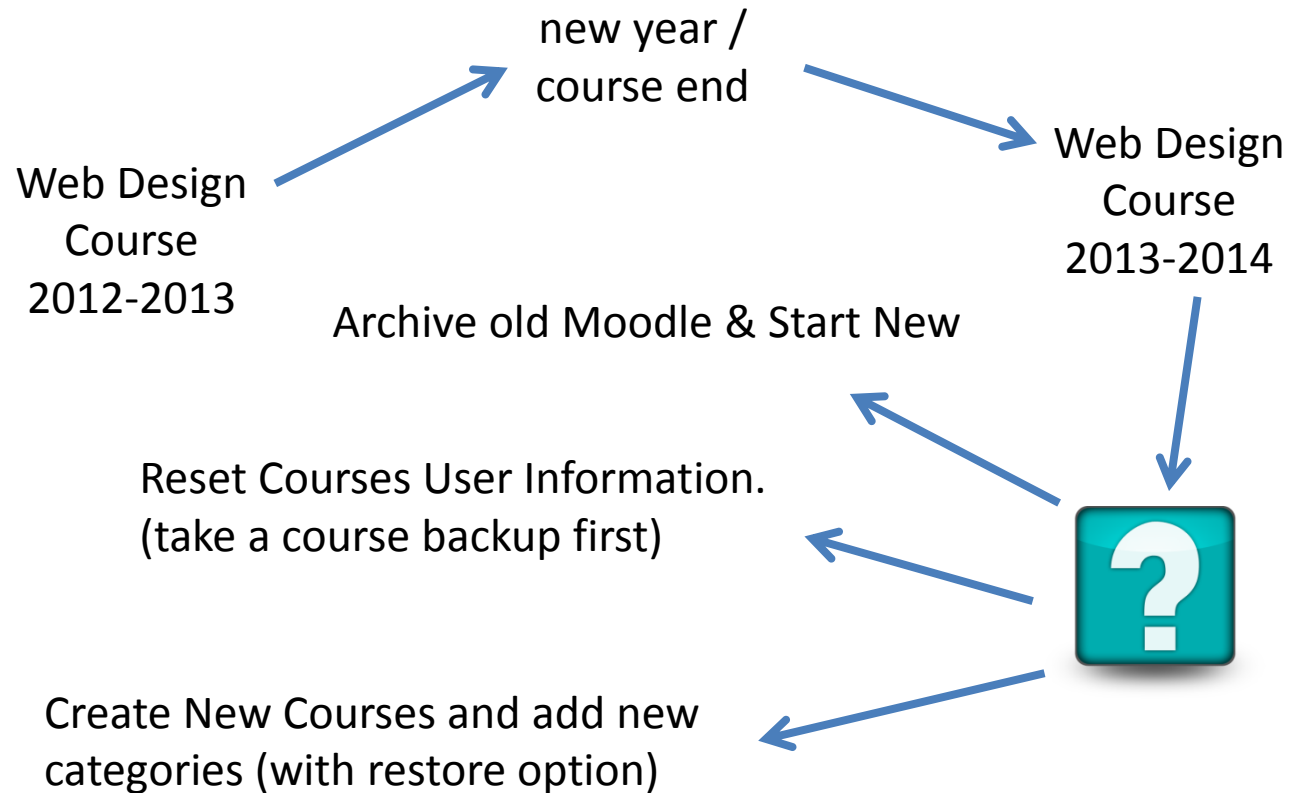 new year /
course end
Web Design
Course
2012-2013
Web Design
Course
2013-2014
Archive old Moodle & Start New
Reset Courses User Information.
(take a course backup first)
?
Create New Courses and add new
categories (with restore option)